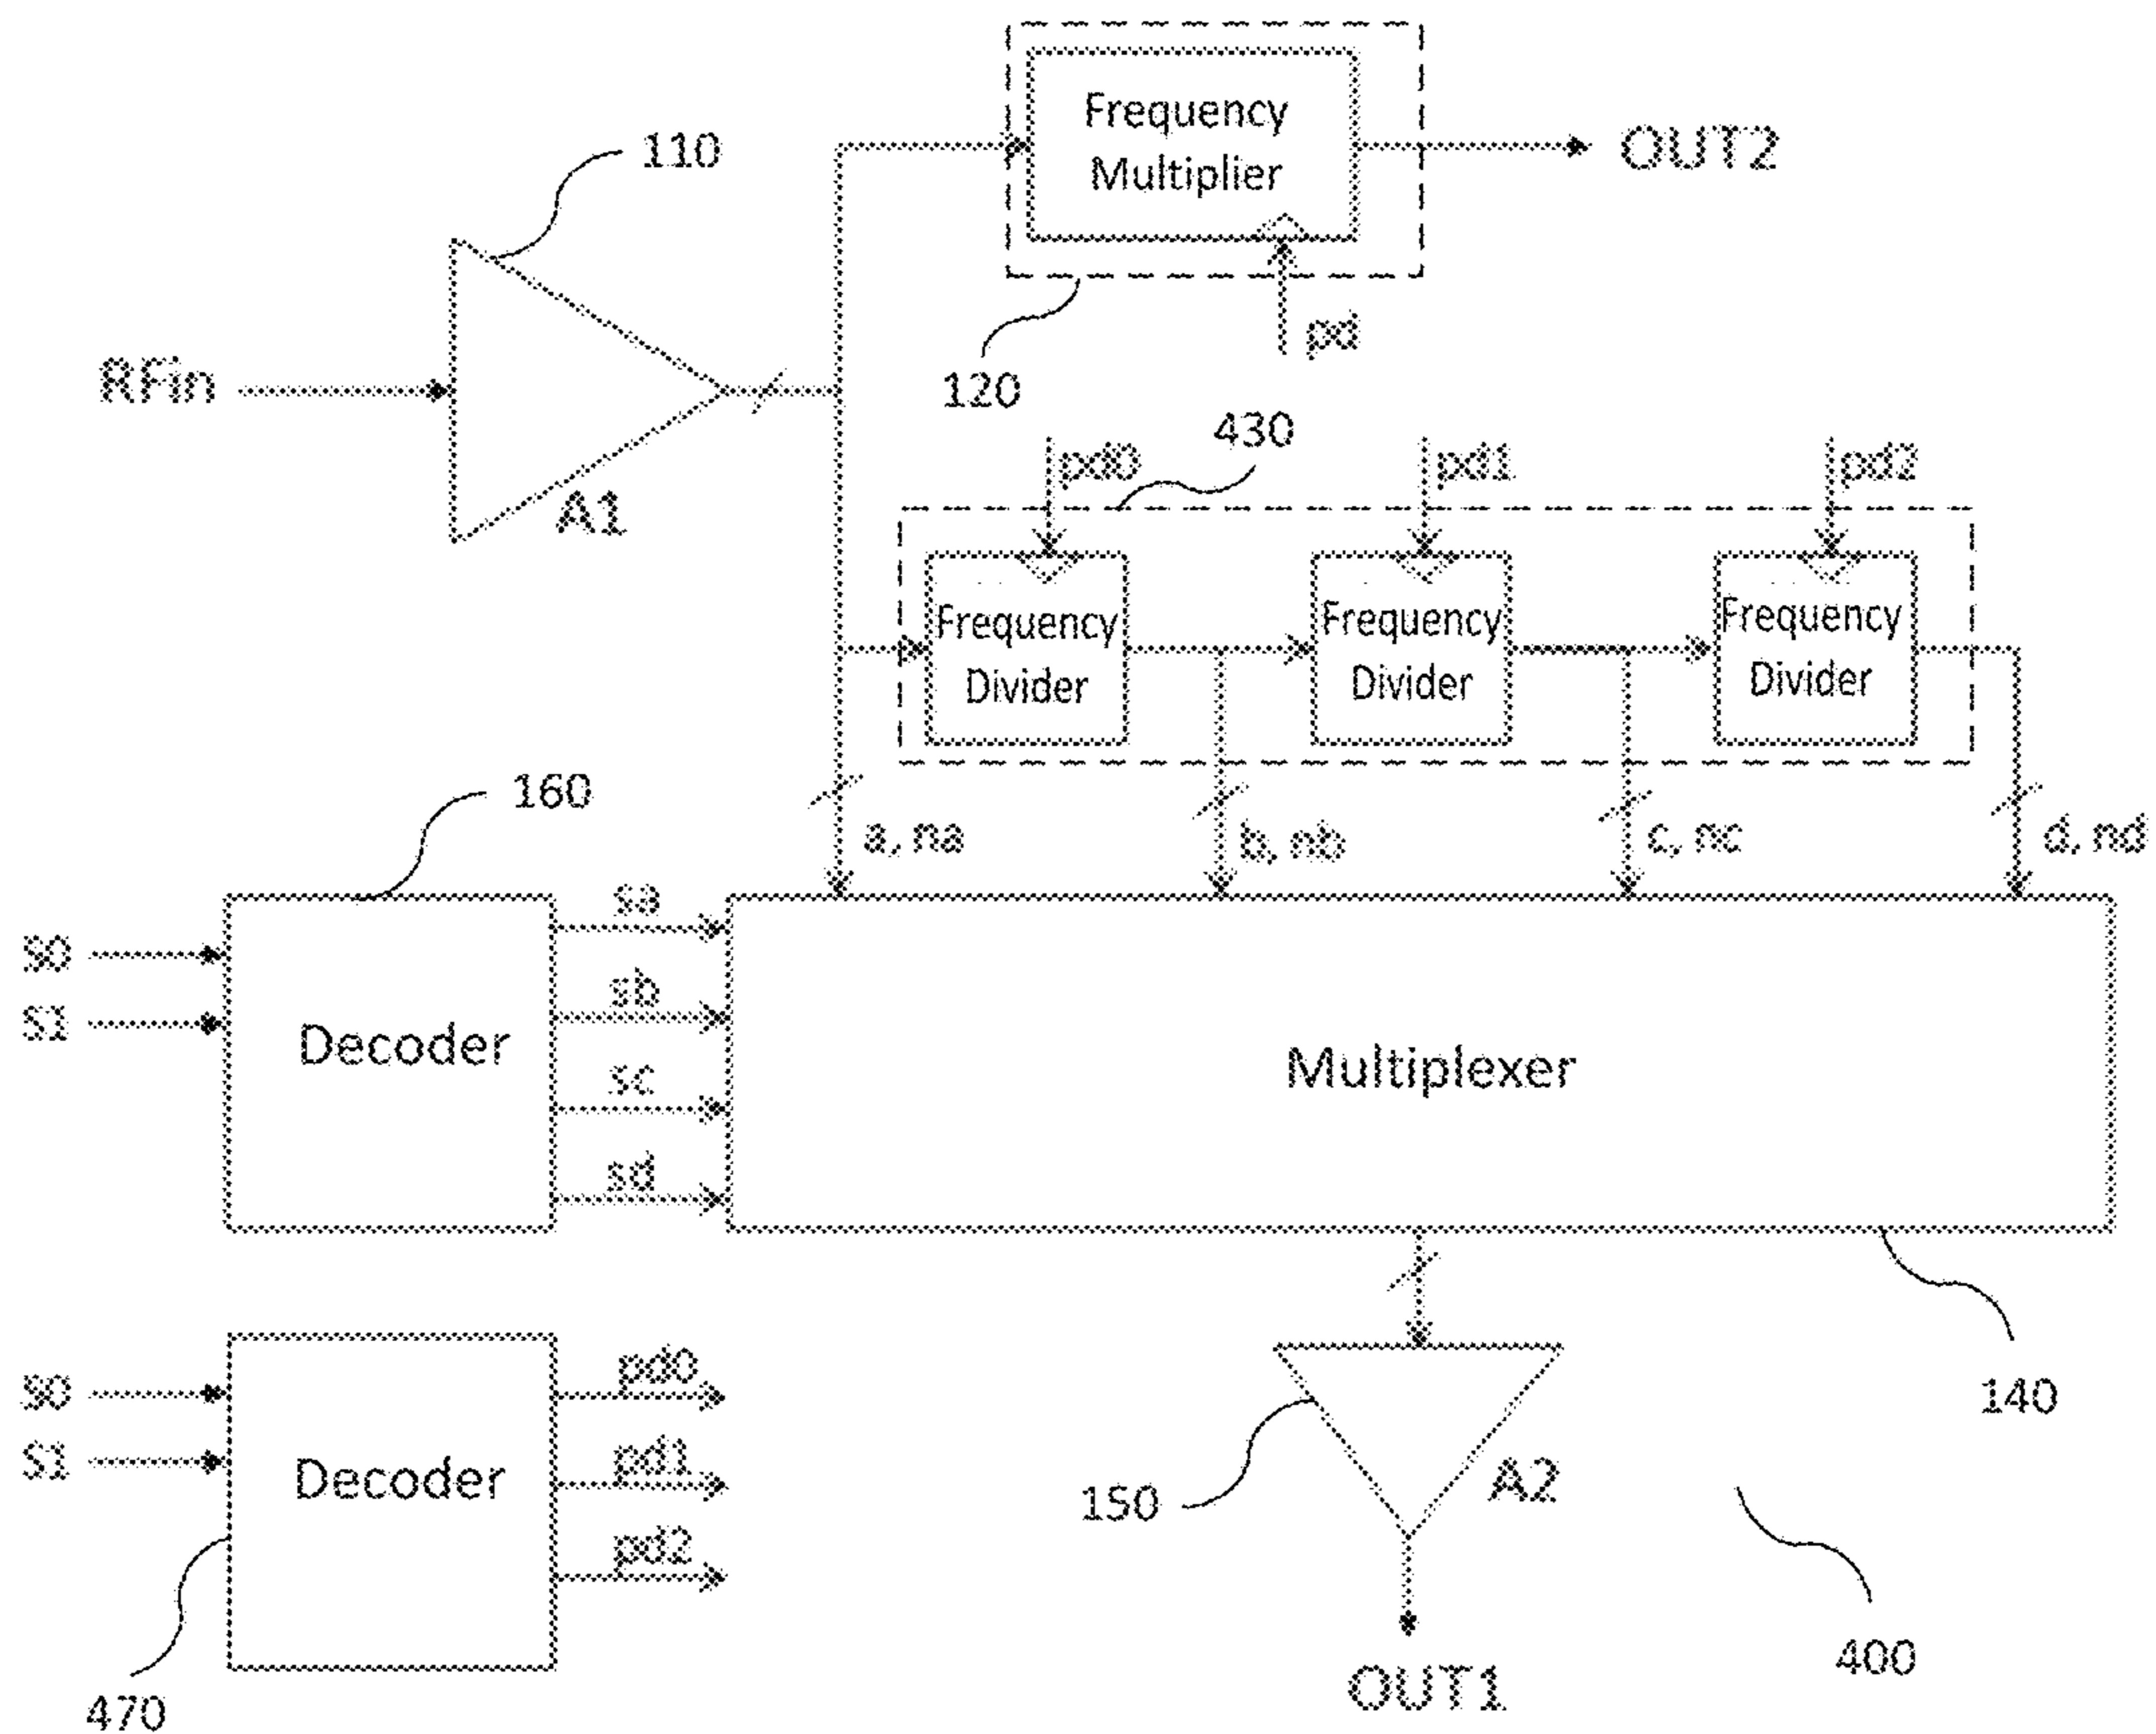 Frequency
Multiplier
OUT2
110
pd
RFin
120
430
A1
pd0
pd1
pd2
Frequency
Divider
Frequency
Divider
Frequency
Divider
160
a, na
b, nb
c, nc
d, nd
sa
S0
sb
S1
Decoder
Multiplexer
sc
sd
pd0
S0
140
S1
pd1
Decoder
A2
150
pd2
400
OUT1
470